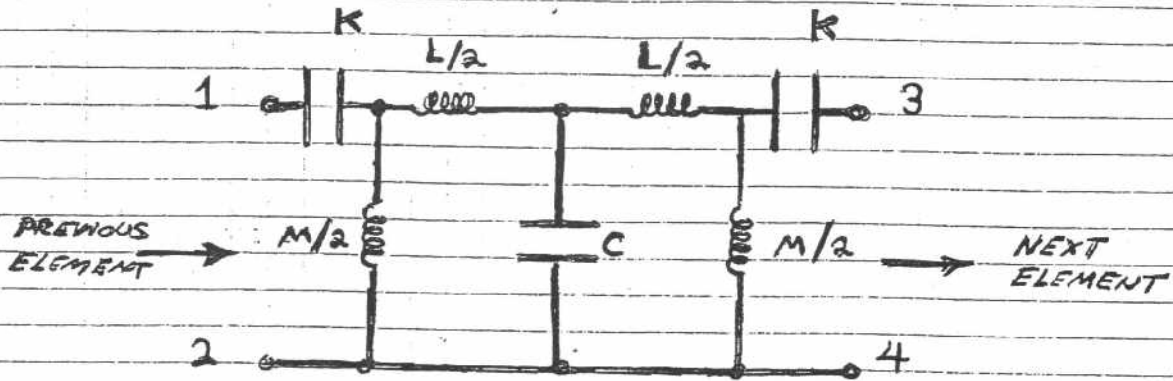 K K
L/2 L/2
1 3
PREVIOUS
ELEMENT
M/2 C M/2
NEXT
ELEMENT
2 4